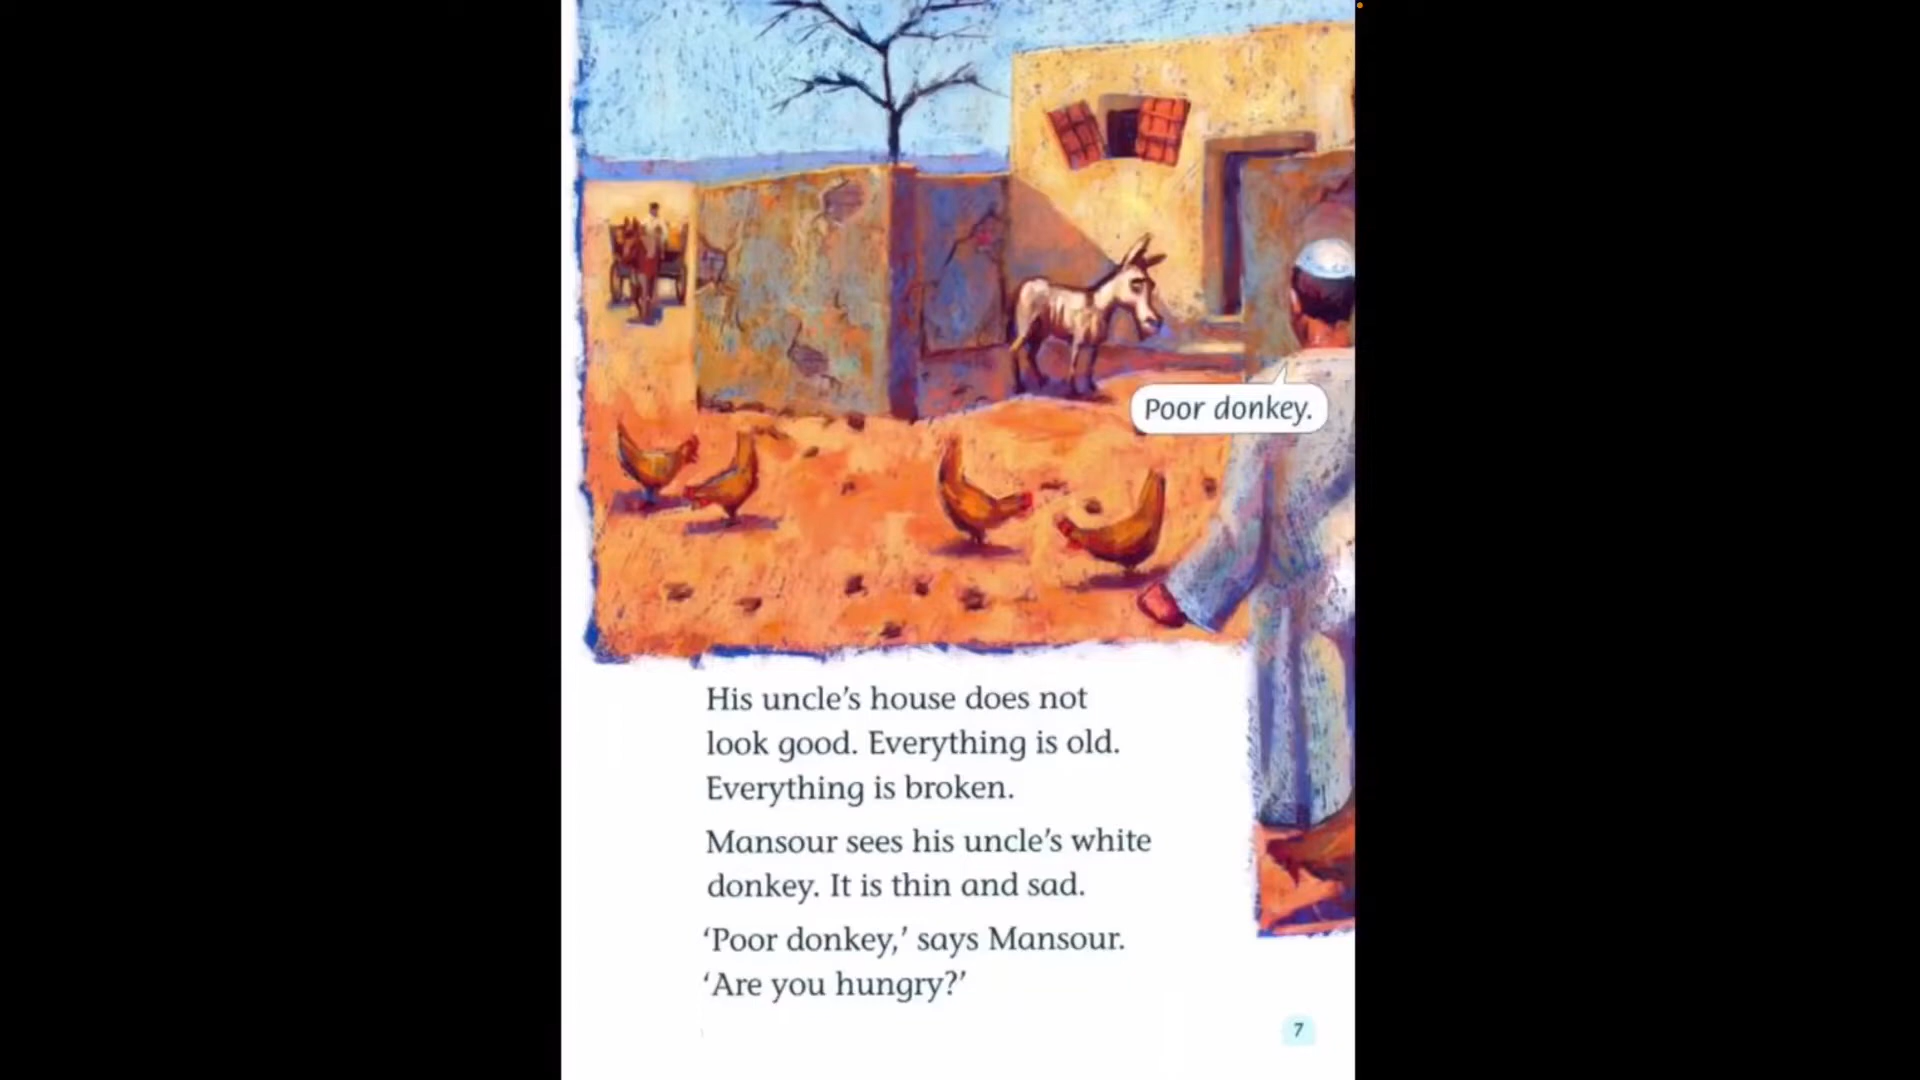 Poor donkey.
His uncle’s house does not
look good. Everything is old.
Everything is broken.
Mansour sees his uncle’s white
donkey. It is thin and sad.
‘Poor donkey,’ says Mansour.
‘Are you hungry?’
7